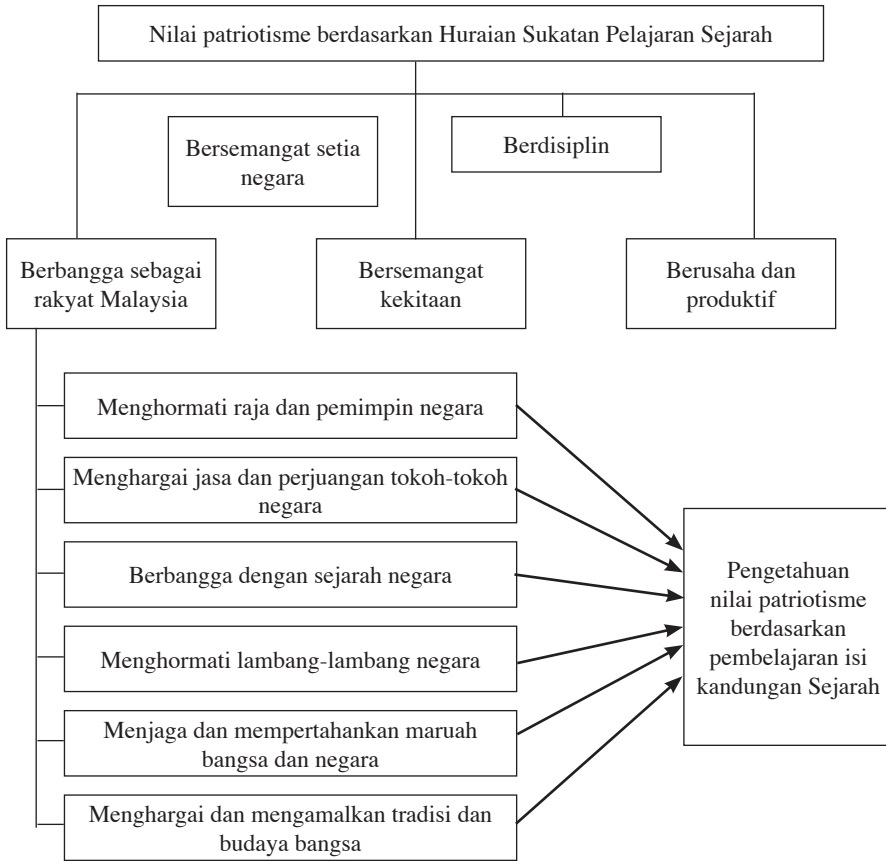 Nilai patriotisme berdasarkan Huraian Sukatan Pelajaran Sejarah
Bersemangat setia
negara
Berdisiplin
Berbangga sebagai
rakyat Malaysia
Bersemangat
kekitaan
Berusaha dan
produktif
Menghormati raja dan pemimpin negara
Menghargai jasa dan perjuangan tokoh-tokoh
negara
Berbangga dengan sejarah negara
Menghormati lambang-lambang negara
Menjaga dan mempertahankan maruah
bangsa dan negara
Menghargai dan mengamalkan tradisi dan
budaya bangsa
Pengetahuan
nilai patriotisme
berdasarkan
pembelajaran isi
kandungan Sejarah